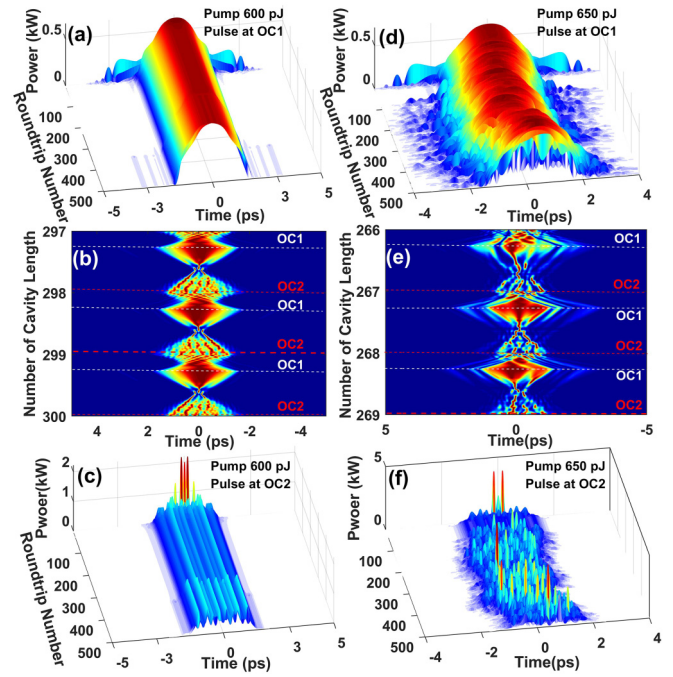 (a)
Pump 600 pJ
Pulse at OC1
Power (kW)
0.5
0
Roundtrip Number
100
200
300
400
500
-5
-3
0
3
5
Time (ps)
(d)
Pump 650 pJ
Pulse at OC1
Power (kW)
0.5
0
Roundtrip Number
100
200
300
400
500
-4
-2
0
2
4
Time (ps)
(b)
Number of Cavity Length
297
298
299
300
OC1
OC2
OC1
OC2
OC1
OC2
5
2
0
-2
-5
Time (ps)
(e)
Number of Cavity Length
266
267
268
269
OC1
OC2
OC1
OC2
OC1
OC2
5
2
0
-2
-5
Time(ps)
(c)
Pump 600 pJ
Pulse at OC2
Pwoer(kW)
2
1
0
Roundtrip Number
100
200
300
400
500
-5
-3
0
3
5
Time (ps)
(f)
Pump 650 pJ
Pulse at OC2
Pwoer (kW)
5
0
100
200
300
400
500
-4
-2
0
2
4
Time(ps)